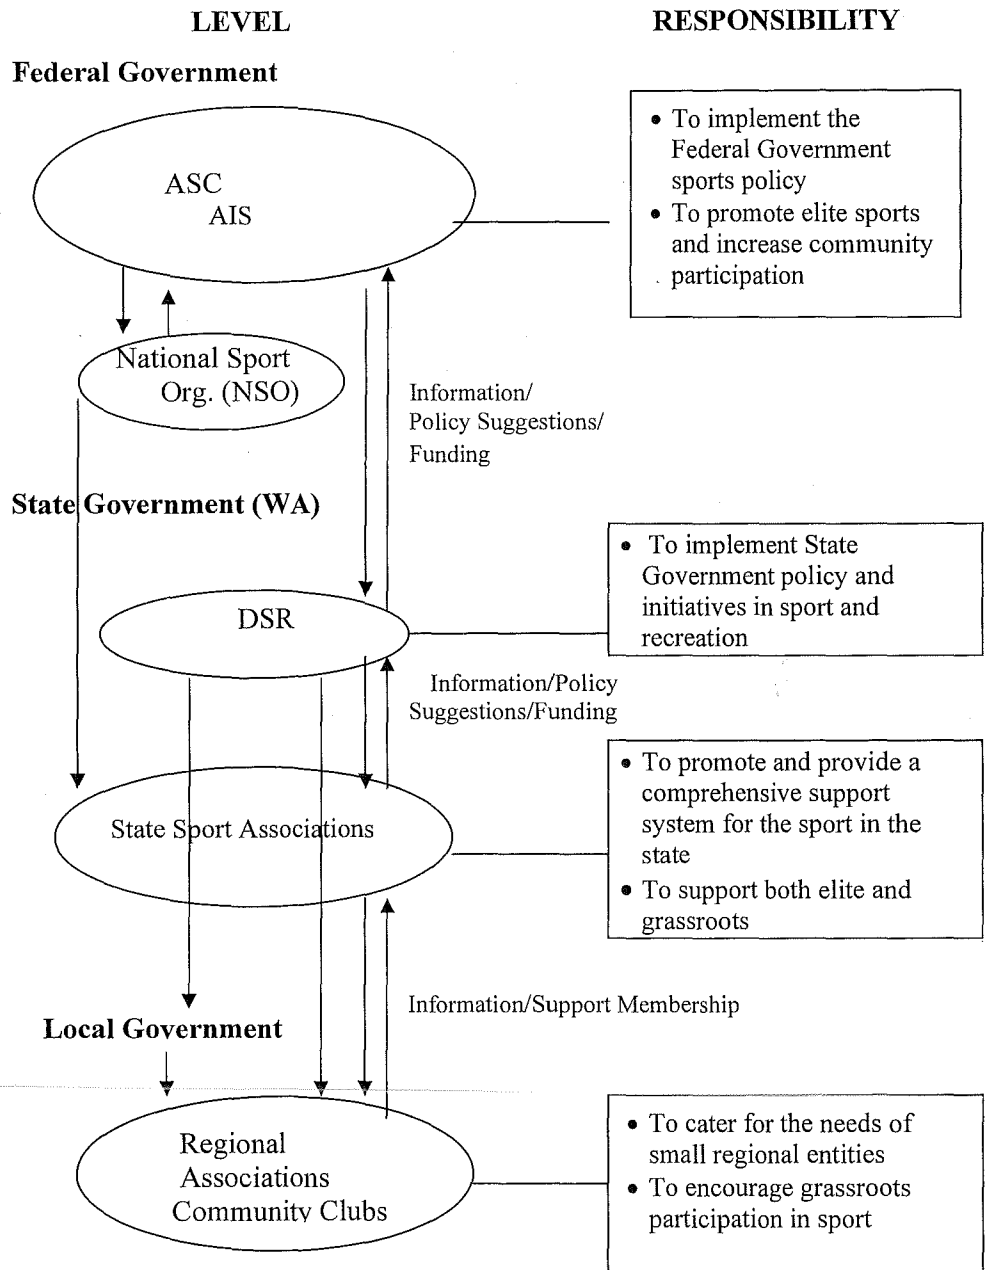 LEVEL
RESPONSIBILITY
Federal Government
ASC
AIS
• To implement the
Federal Government
sports policy
• To promote elite sports
and increase community
participation
National Sport
Org. (NSO)
Information/
Policy Suggestions/
Funding
State Government (WA)
DSR
• To implement State
Government policy and
initiatives in sport and
recreation
Information/Policy
Suggestions/Funding
State Sport Associations
• To promote and provide a
comprehensive support
system for the sport in the
state
• To support both elite and
grassroots
Information/Support Membership
Local Government
Regional
Associations
Community Clubs
• To cater for the needs of
small regional entities
• To encourage grassroots
participation in sport